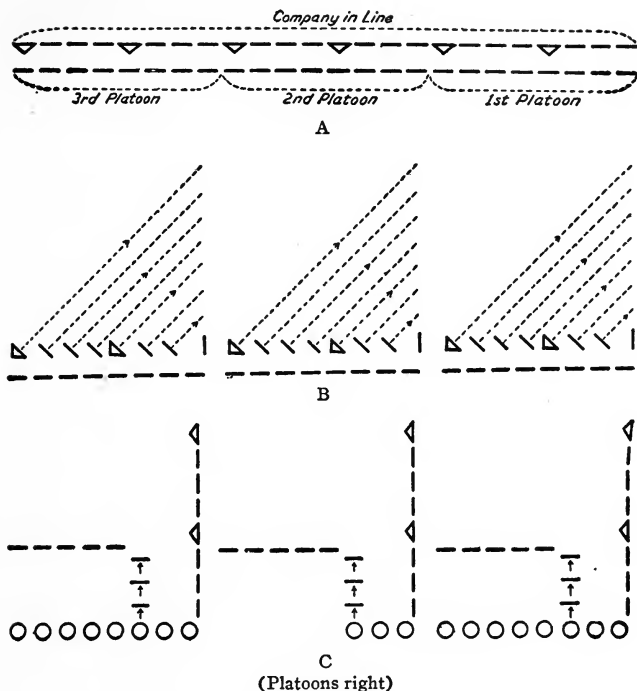 Company in Line
3rd Platoon 2nd Platoon 1st Platoon
A
B
C
(Platoons right)